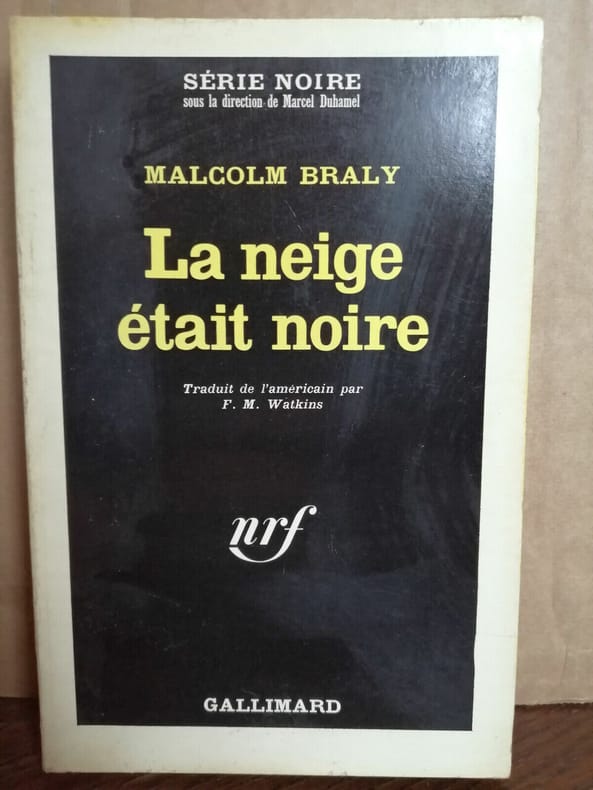 SÉRIE NOIRE
sous la direction de Marcel Duhamel
MALCOLM BRALY
La neige
était noire
Traduit de l'américain par
F. M. Watkins
nrf
GALLIMARD